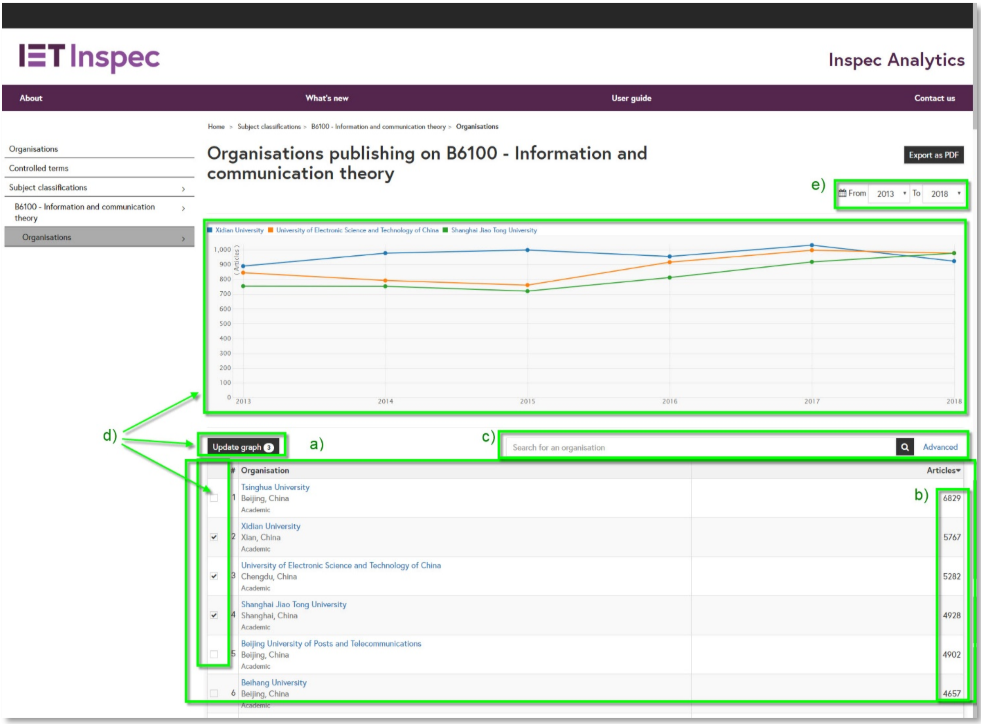 IET Inspec
Inspec Analytics
About What's new User guide Contact us
Home > Subject classifications > B6100 - Information and communication theory > Organisations
Organisations
Controlled terms
Subject classifications >
B6100 - Information and communication
theory >
Organisations >
Organisations publishing on B6100 - Information and
communication theory
Export as PDF
e) From 2013 To 2018
Xidian University University of Electronic Science and Technology of China Shanghai Jiao Tong University
( Articles )
1,000
900
800
700
600
500
400
300
200
100
0
2013 2014 2015 2016 2017 2018
d)
Update graph 3 a)
c) Search for an organisation Advanced
# Organisation Articles
b)
1 Tsinghua University
Beijing, China 6829
Academic
2 Xidian University
Xian, China 5767
Academic
3 University of Electronic Science and Technology of China
Chengdu, China 5282
Academic
4 Shanghai Jiao Tong University
Shanghai, China 4928
Academic
5 Beijing University of Posts and Telecommunications
Beijing, China 4902
Academic
6 Beihang University
Beijing, China 4657
Academic